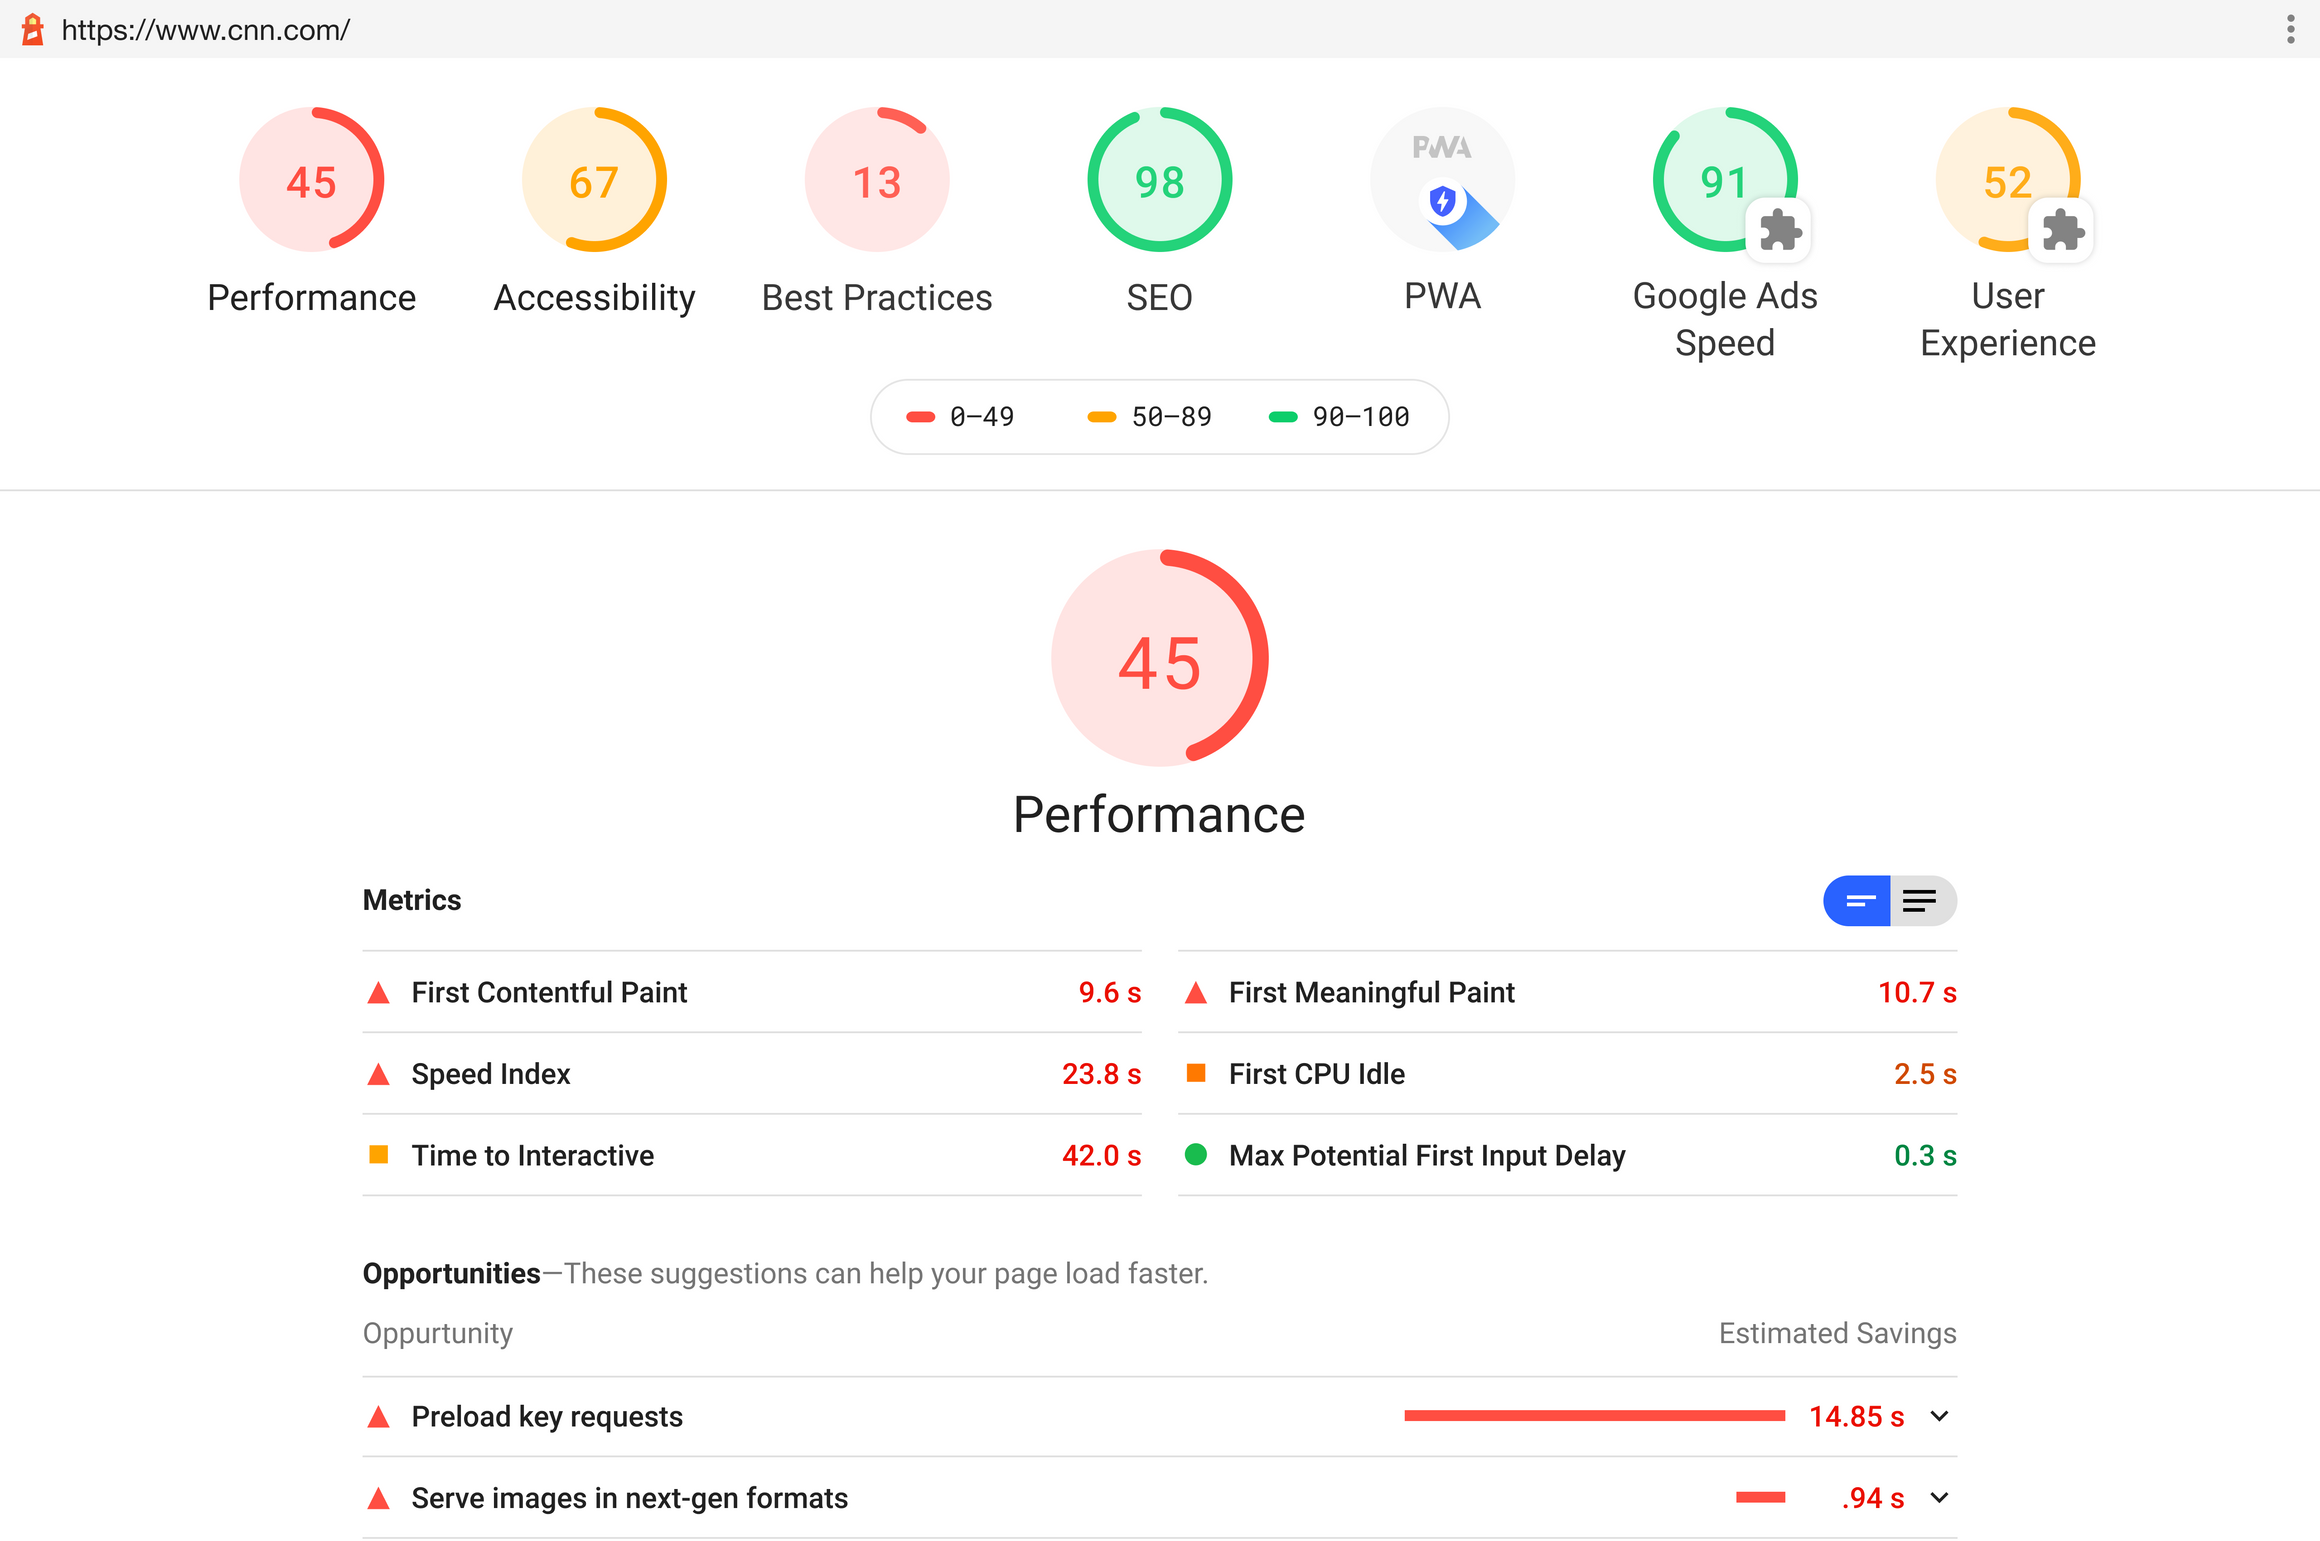 https://www.cnn.com/
45
67
13
98
PWA
91
52
Performance
Accessibility
Best Practices
SEO
PWA
Google Ads
Speed
User
Experience
0–49
50–89
90–100
45
Performance
Metrics
First Contentful Paint 9.6 s
First Meaningful Paint 10.7 s
Speed Index 23.8 s
First CPU Idle 2.5 s
Time to Interactive 42.0 s
Max Potential First Input Delay 0.3 s
Opportunities—These suggestions can help your page load faster.
Oppurtunity Estimated Savings
Preload key requests 14.85 s
Serve images in next-gen formats .94 s